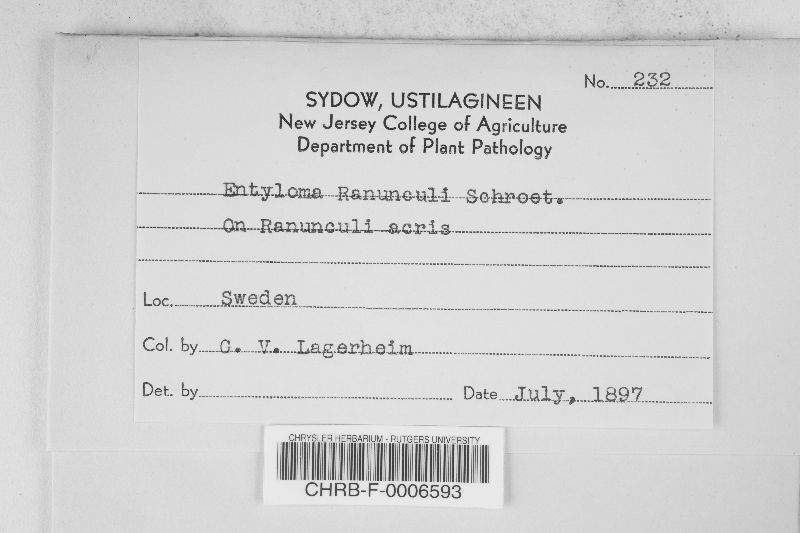 No. 232
SYDOW, USTILAGINEEN
New Jersey College of Agriculture
Department of Plant Pathology
Entyloma Ranunculi Schroet.
On Ranunculi acris
Loc. Sweden
Col. by G. V. Lagerheim
Det. by
Date July, 1897
CHRYSLER HERBARIUM - RUTGERS UNIVERSITY
CHRB-F-0006593